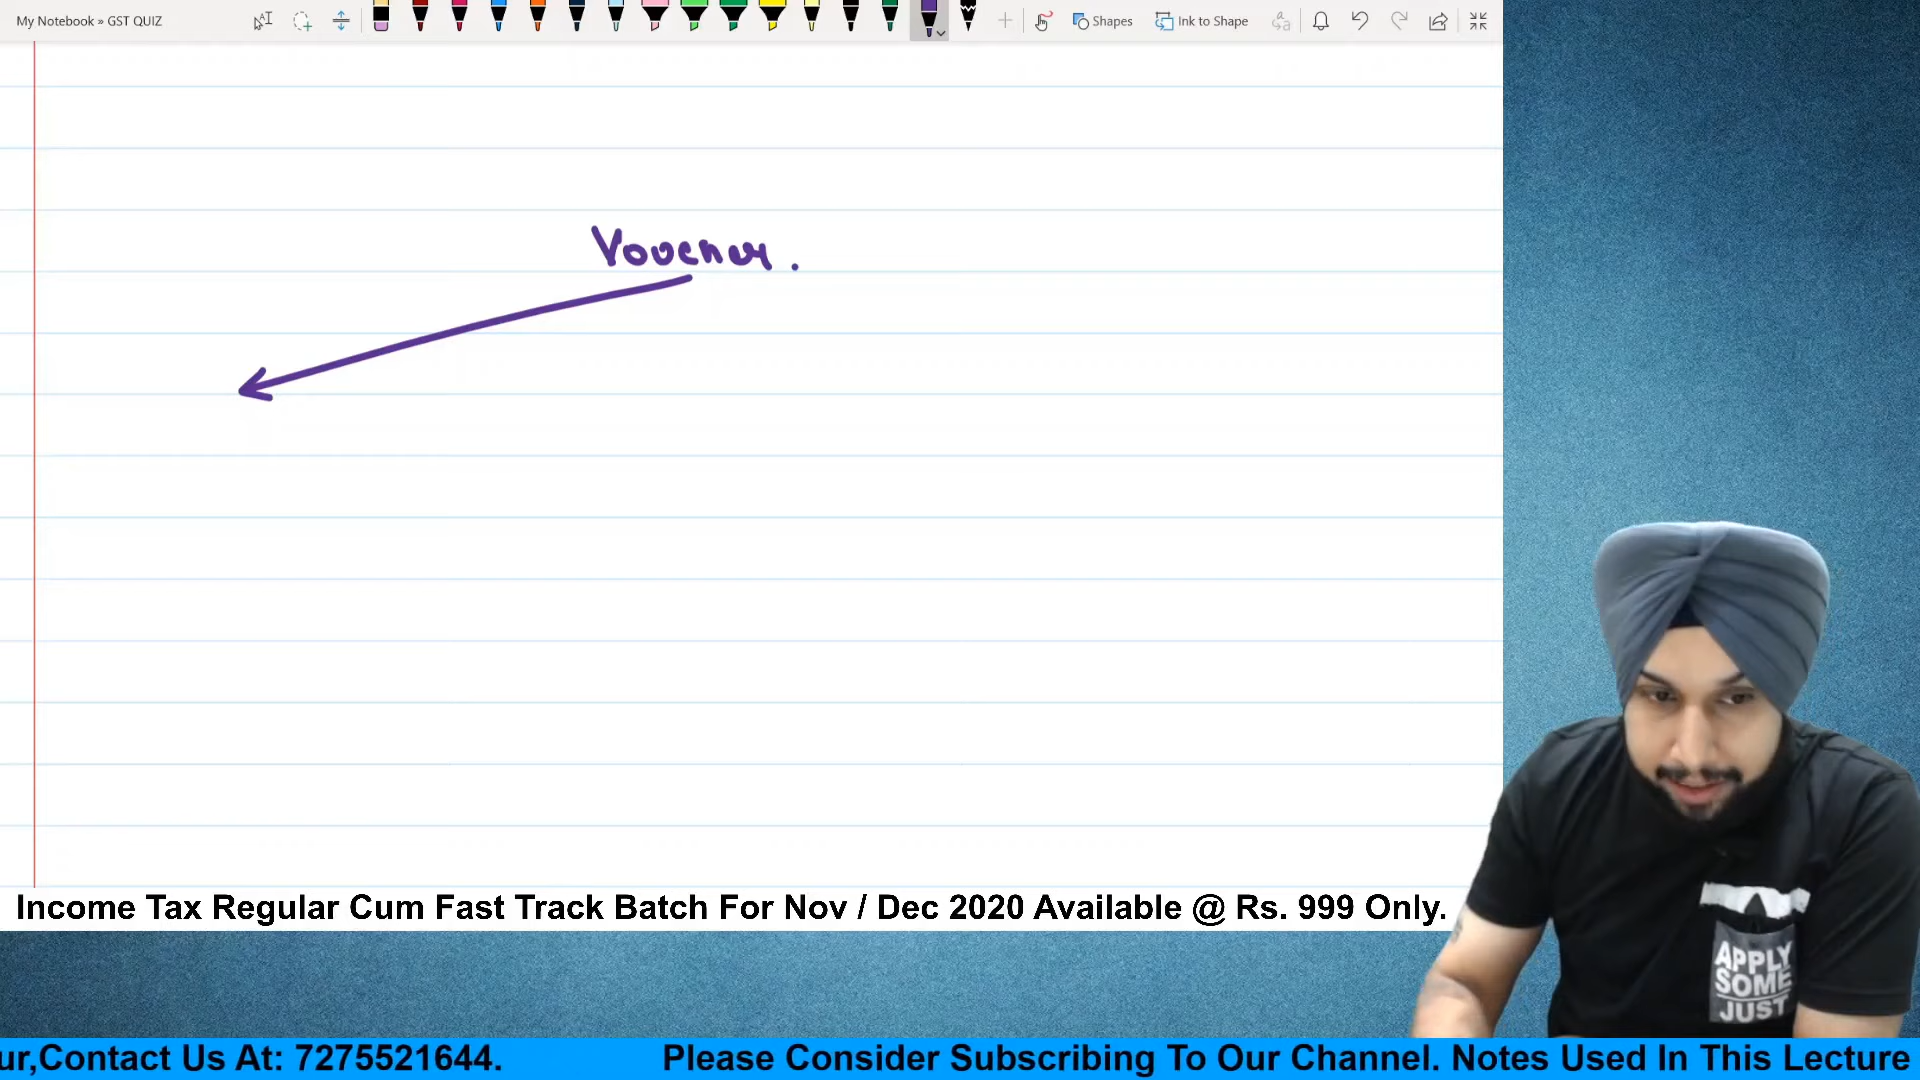 My Notebook » GST QUIZ
Shapes
Ink to Shape
Voucher.
Income Tax Regular Cum Fast Track Batch For Nov / Dec 2020 Available @ Rs. 999 Only.
APPLY
SOME
JUST
ur,Contact Us At: 7275521644. Please Consider Subscribing To Our Channel. Notes Used In This Lecture